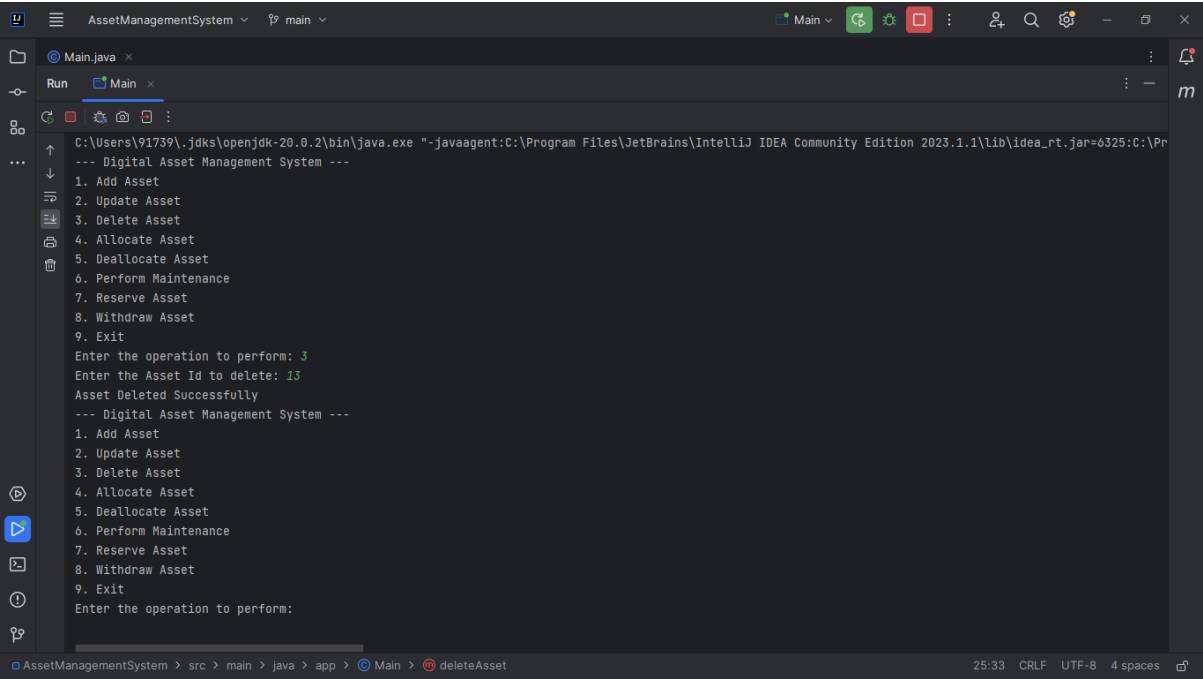 AssetManagementSystem main Main
Main.java
Run Main
C:\Users\91739\.jdks\openjdk-20.0.2\bin\java.exe "-javaagent:C:\Program Files\JetBrains\IntelliJ IDEA Community Edition 2023.1.1\lib\idea_rt.jar=6325:C:\Pr
--- Digital Asset Management System ---
1. Add Asset
2. Update Asset
3. Delete Asset
4. Allocate Asset
5. Deallocate Asset
6. Perform Maintenance
7. Reserve Asset
8. Withdraw Asset
9. Exit
Enter the operation to perform: 3
Enter the Asset Id to delete: 13
Asset Deleted Successfully
--- Digital Asset Management System ---
1. Add Asset
2. Update Asset
3. Delete Asset
4. Allocate Asset
5. Deallocate Asset
6. Perform Maintenance
7. Reserve Asset
8. Withdraw Asset
9. Exit
Enter the operation to perform:
AssetManagementSystem > src > main > java > app > Main > deleteAsset 25:33 CRLF UTF-8 4 spaces